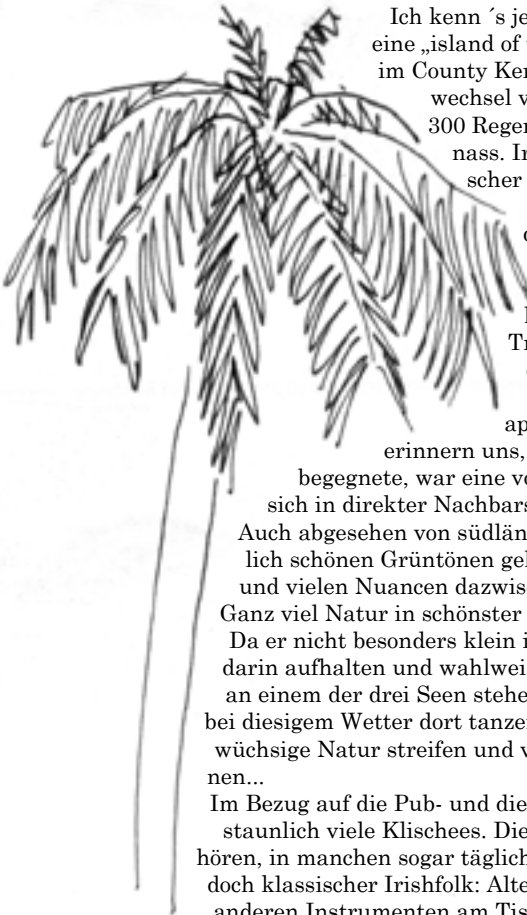 Ich kenn ´s je
eine „island of
im County Ker
wechsel v
300 Regen
nass. Ir
scher
Tr
ap
erinnern uns,
begegnete, war eine vo
sich in direkter Nachbars
Auch abgesehen von südlän
lich schönen Grüntönen gel
und vielen Nuancen dazwis
Ganz viel Natur in schönster
Da er nicht besonders klein i
darin aufhalten und wahlwei
an einem der drei Seen stehe
bei diesigem Wetter dort tanze
wüchsige Natur streifen und v
nen...
Im Bezug auf die Pub- und die
staunlich viele Klischees. Die
hören, in manchen sogar täglich
doch klassischer Irishfolk: Alte
anderen Instrumenten am Tis